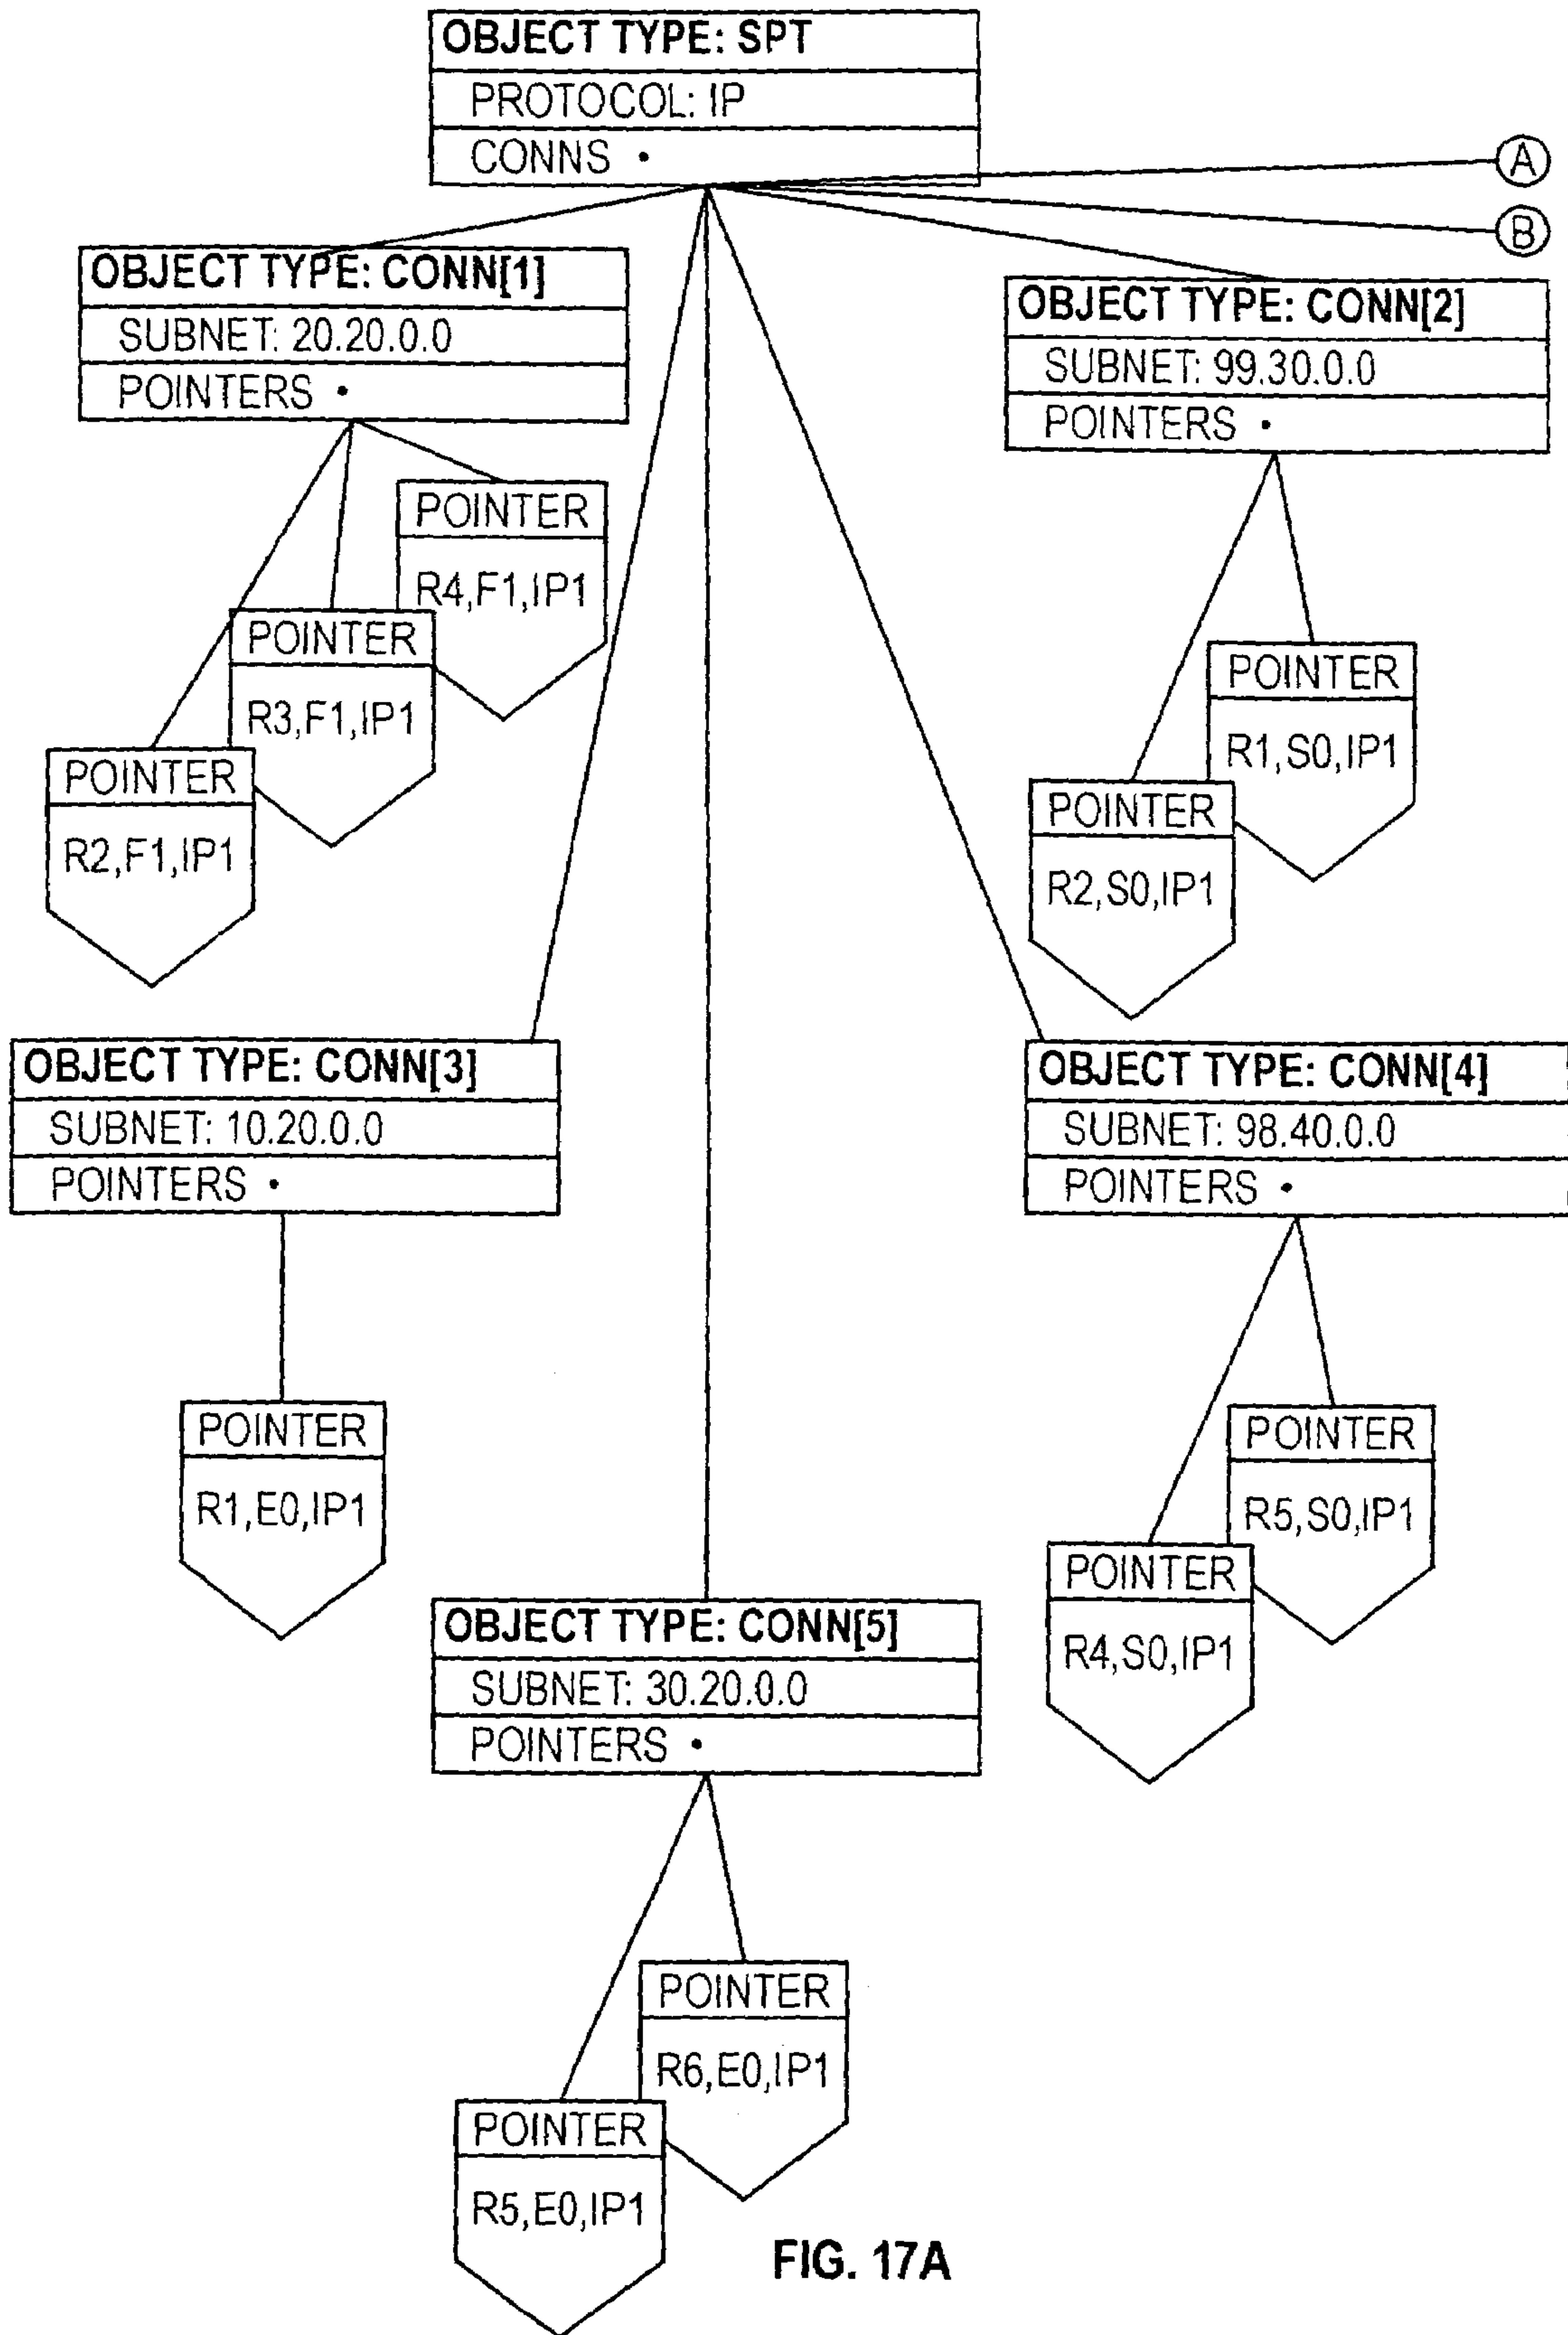 OBJECT TYPE: SPT
PROTOCOL: IP
CONNS •
A
B
OBJECT TYPE: CONN[1]
SUBNET: 20.20.0.0
POINTERS •
OBJECT TYPE: CONN[2]
SUBNET: 99.30.0.0
POINTERS •
POINTER
R4,F1,IP1
POINTER
R3,F1,IP1
POINTER
R2,F1,IP1
POINTER
R1,S0,IP1
POINTER
R2,S0,IP1
OBJECT TYPE: CONN[3]
SUBNET: 10.20.0.0
POINTERS •
OBJECT TYPE: CONN[4]
SUBNET: 98.40.0.0
POINTERS •
POINTER
R1,E0,IP1
POINTER
R5,S0,IP1
POINTER
R4,S0,IP1
OBJECT TYPE: CONN[5]
SUBNET: 30.20.0.0
POINTERS •
POINTER
R6,E0,IP1
POINTER
R5,E0,IP1
FIG. 17A